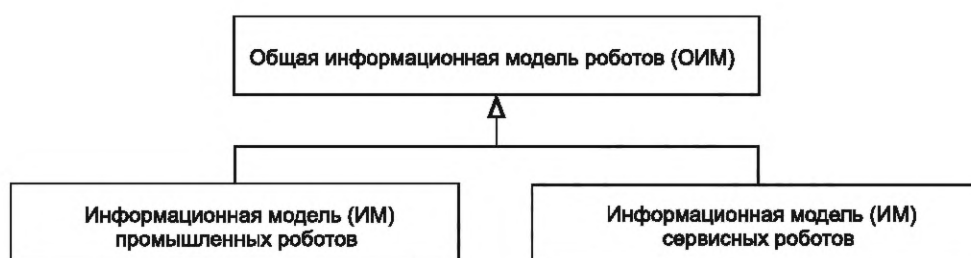 Общая информационная модель роботов (ОИМ)
Информационная модель (ИМ)
промышленных роботов
Информационная модель (ИМ)
сервисных роботов